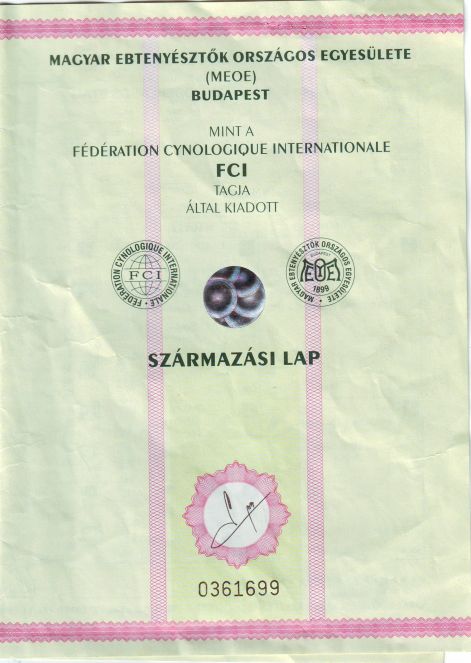 MAGYAR EBTENYÉSZTŐK ORSZÁGOS EGYESÜLETE
(MEOE)
BUDAPEST
MINT A
FÉDÉRATION CYNOLOGIQUE INTERNATIONALE
FCI
TAGJA
ÁLTAL KIADOTT
FÉDÉRATION CYNOLOGIQUE INTERNATIONALE
FCI
MAGYAR EBTENYÉSZTŐK ORSZÁGOS EGYESÜLETE
BUDAPEST
MEOE
1899
SZÁRMAZÁSI LAP
0361699